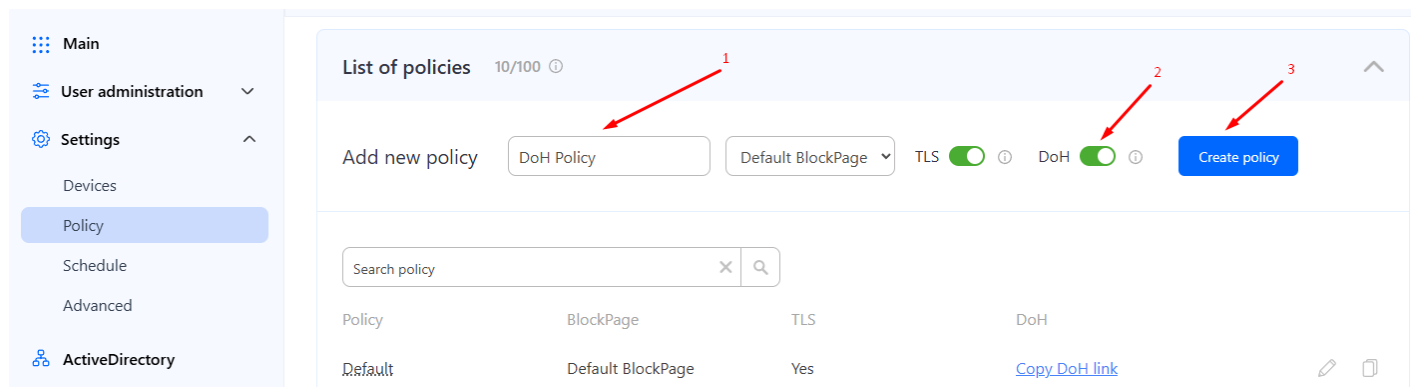 Main
User administration
Settings
Devices
Policy
Schedule
Advanced
ActiveDirectory
List of policies 10/100
1
2
3
Add new policy DoH Policy Default BlockPage TLS DoH Create policy
Search policy
Policy BlockPage TLS DoH
Default Default BlockPage Yes Copy DoH link